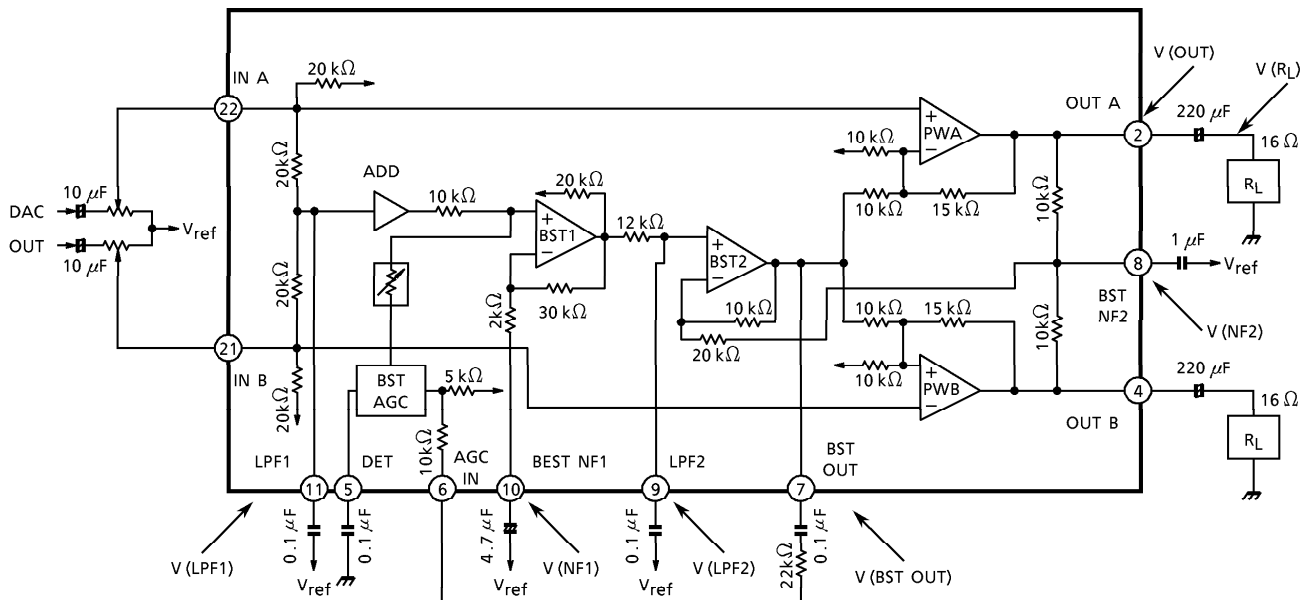 V (OUT)
V (RL)
20 kΩ
IN A
22
OUT A
2
220 μF
16 Ω
RL
10 kΩ
+
PWA
−
20kΩ
ADD
10 kΩ
20 kΩ
10 kΩ
15 kΩ
10kΩ
10 μF
DAC
OUT
10 μF
Vref
+
BST1
−
12 kΩ
+
BST2
−
1 μF
8
Vref
BST
NF2
V (NF2)
20kΩ
2kΩ
30 kΩ
10 kΩ
20 kΩ
10 kΩ
15 kΩ
10kΩ
10 kΩ
+
PWB
−
21
IN B
BST
AGC
5 kΩ
20kΩ
10kΩ
220 μF
4
16 Ω
OUT B
RL
LPF1
DET
AGC
IN
BEST NF1
LPF2
BST
OUT
11
5
6
10
9
7
0.1 μF
0.1 μF
4.7 μF
0.1 μF
0.1 μF
22kΩ
V (LPF1)
Vref
Vref
V (NF1)
Vref
V (LPF2)
V (BST OUT)